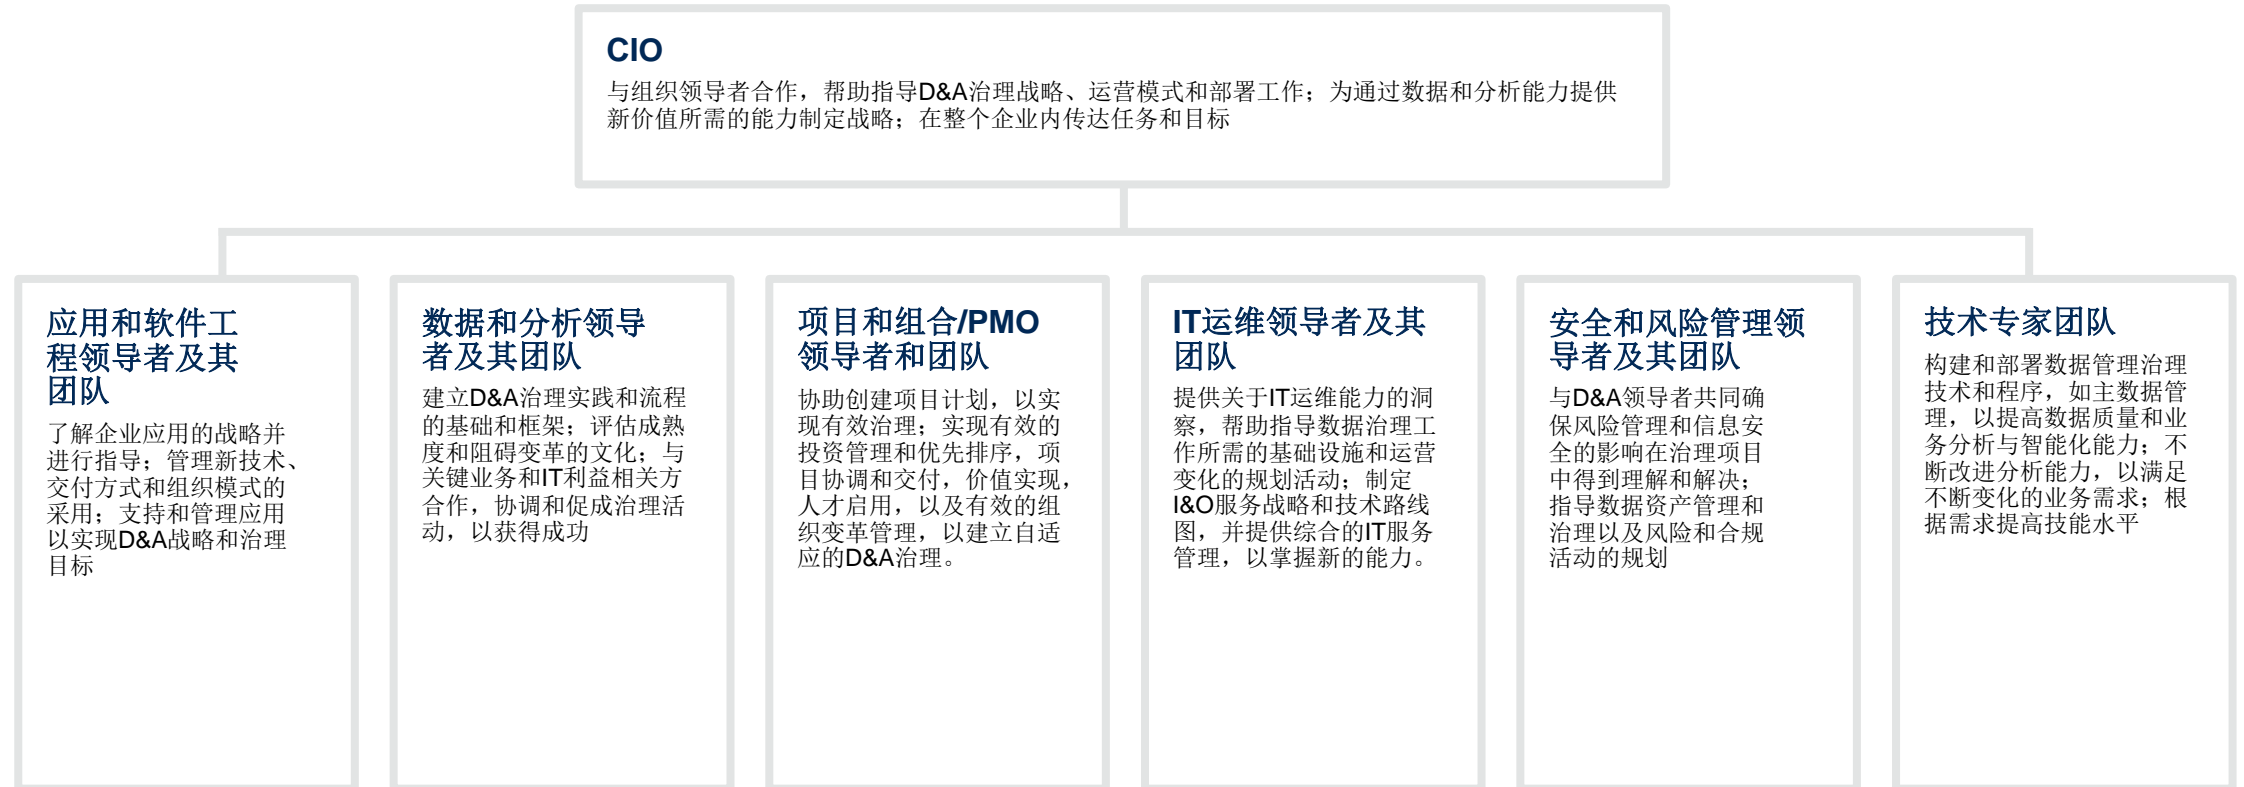 CIO
与组织领导者合作，帮助指导D&A治理战略、运营模式和部署工作；为通过数据和分析能力提供
新价值所需的能力制定战略；在整个企业内传达任务和目标
应用和软件工
程领导者及其
团队
了解企业应用的战略并
进行指导；管理新技术、
交付方式和组织模式的
采用；支持和管理应用
以实现D&A战略和治理
目标
数据和分析领导
者及其团队
建立D&A治理实践和流程
的基础和框架；评估成熟
度和阻碍变革的文化；与
关键业务和IT利益相关方
合作，协调和促成治理活
动，以获得成功
项目和组合/PMO
领导者和团队
协助创建项目计划，以实
现有效治理；实现有效的
投资管理和优先排序，项
目协调和交付，价值实现，
人才启用，以及有效的组
织变革管理，以建立自适
应的D&A治理。
IT运维领导者及其
团队
提供关于IT运维能力的洞
察，帮助指导数据治理工
作所需的基础设施和运营
变化的规划活动；制定
I&O服务战略和技术路线
图，并提供综合的IT服务
管理，以掌握新的能力。
安全和风险管理领
导者及其团队
与D&A领导者共同确
保风险管理和信息安
全的影响在治理项目
中得到理解和解决；
指导数据资产管理和
治理以及风险和合规
活动的规划
技术专家团队
构建和部署数据管理治理
技术和程序，如主数据管
理，以提高数据质量和业
务分析与智能化能力；不
断改进分析能力，以满足
不断变化的业务需求；根
据需求提高技能水平